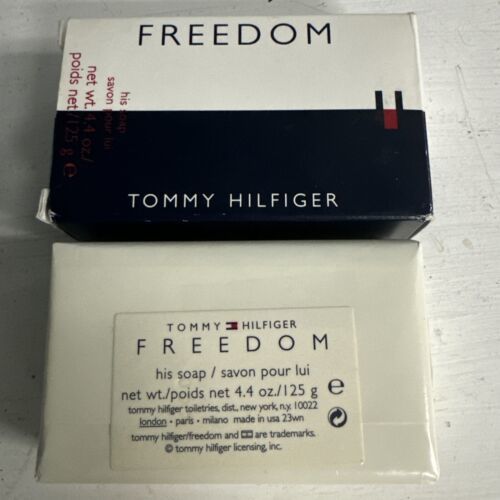 FREEDOM
his soap
savon pour lui
net wt. 4.4 oz/
poids net/125 g e
TOMMY HILFIGER
TOMMY HILFIGER
FREEDOM
his soap / savon pour lui
net wt./poids net 4.4 oz/125 g e
tommy hilfiger toiletries, dist., new york, n.y. 10022
london • paris • milano made in usa 23wn
tommy hilfiger/freedom and are trademarks.
© tommy hilfiger licensing, inc.